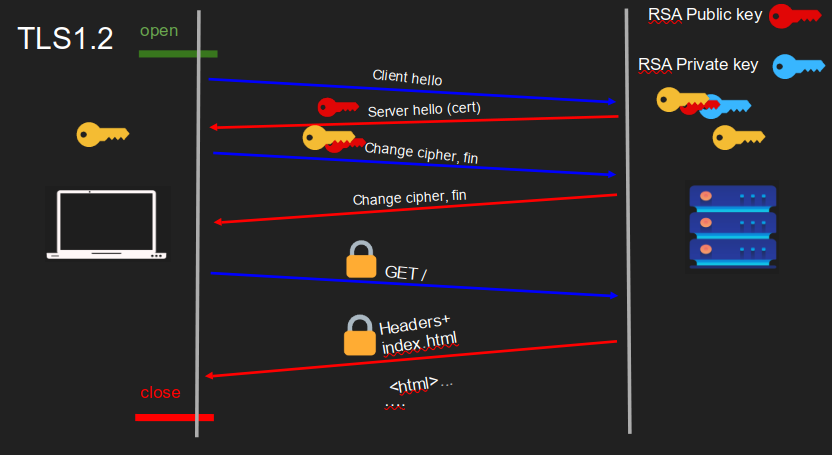 TLS1.2
open
RSA Public key
RSA Private key
Client hello
Server hello (cert)
Change cipher, fin
Change cipher, fin
GET /
Headers+
index.html
<html>...
....
close